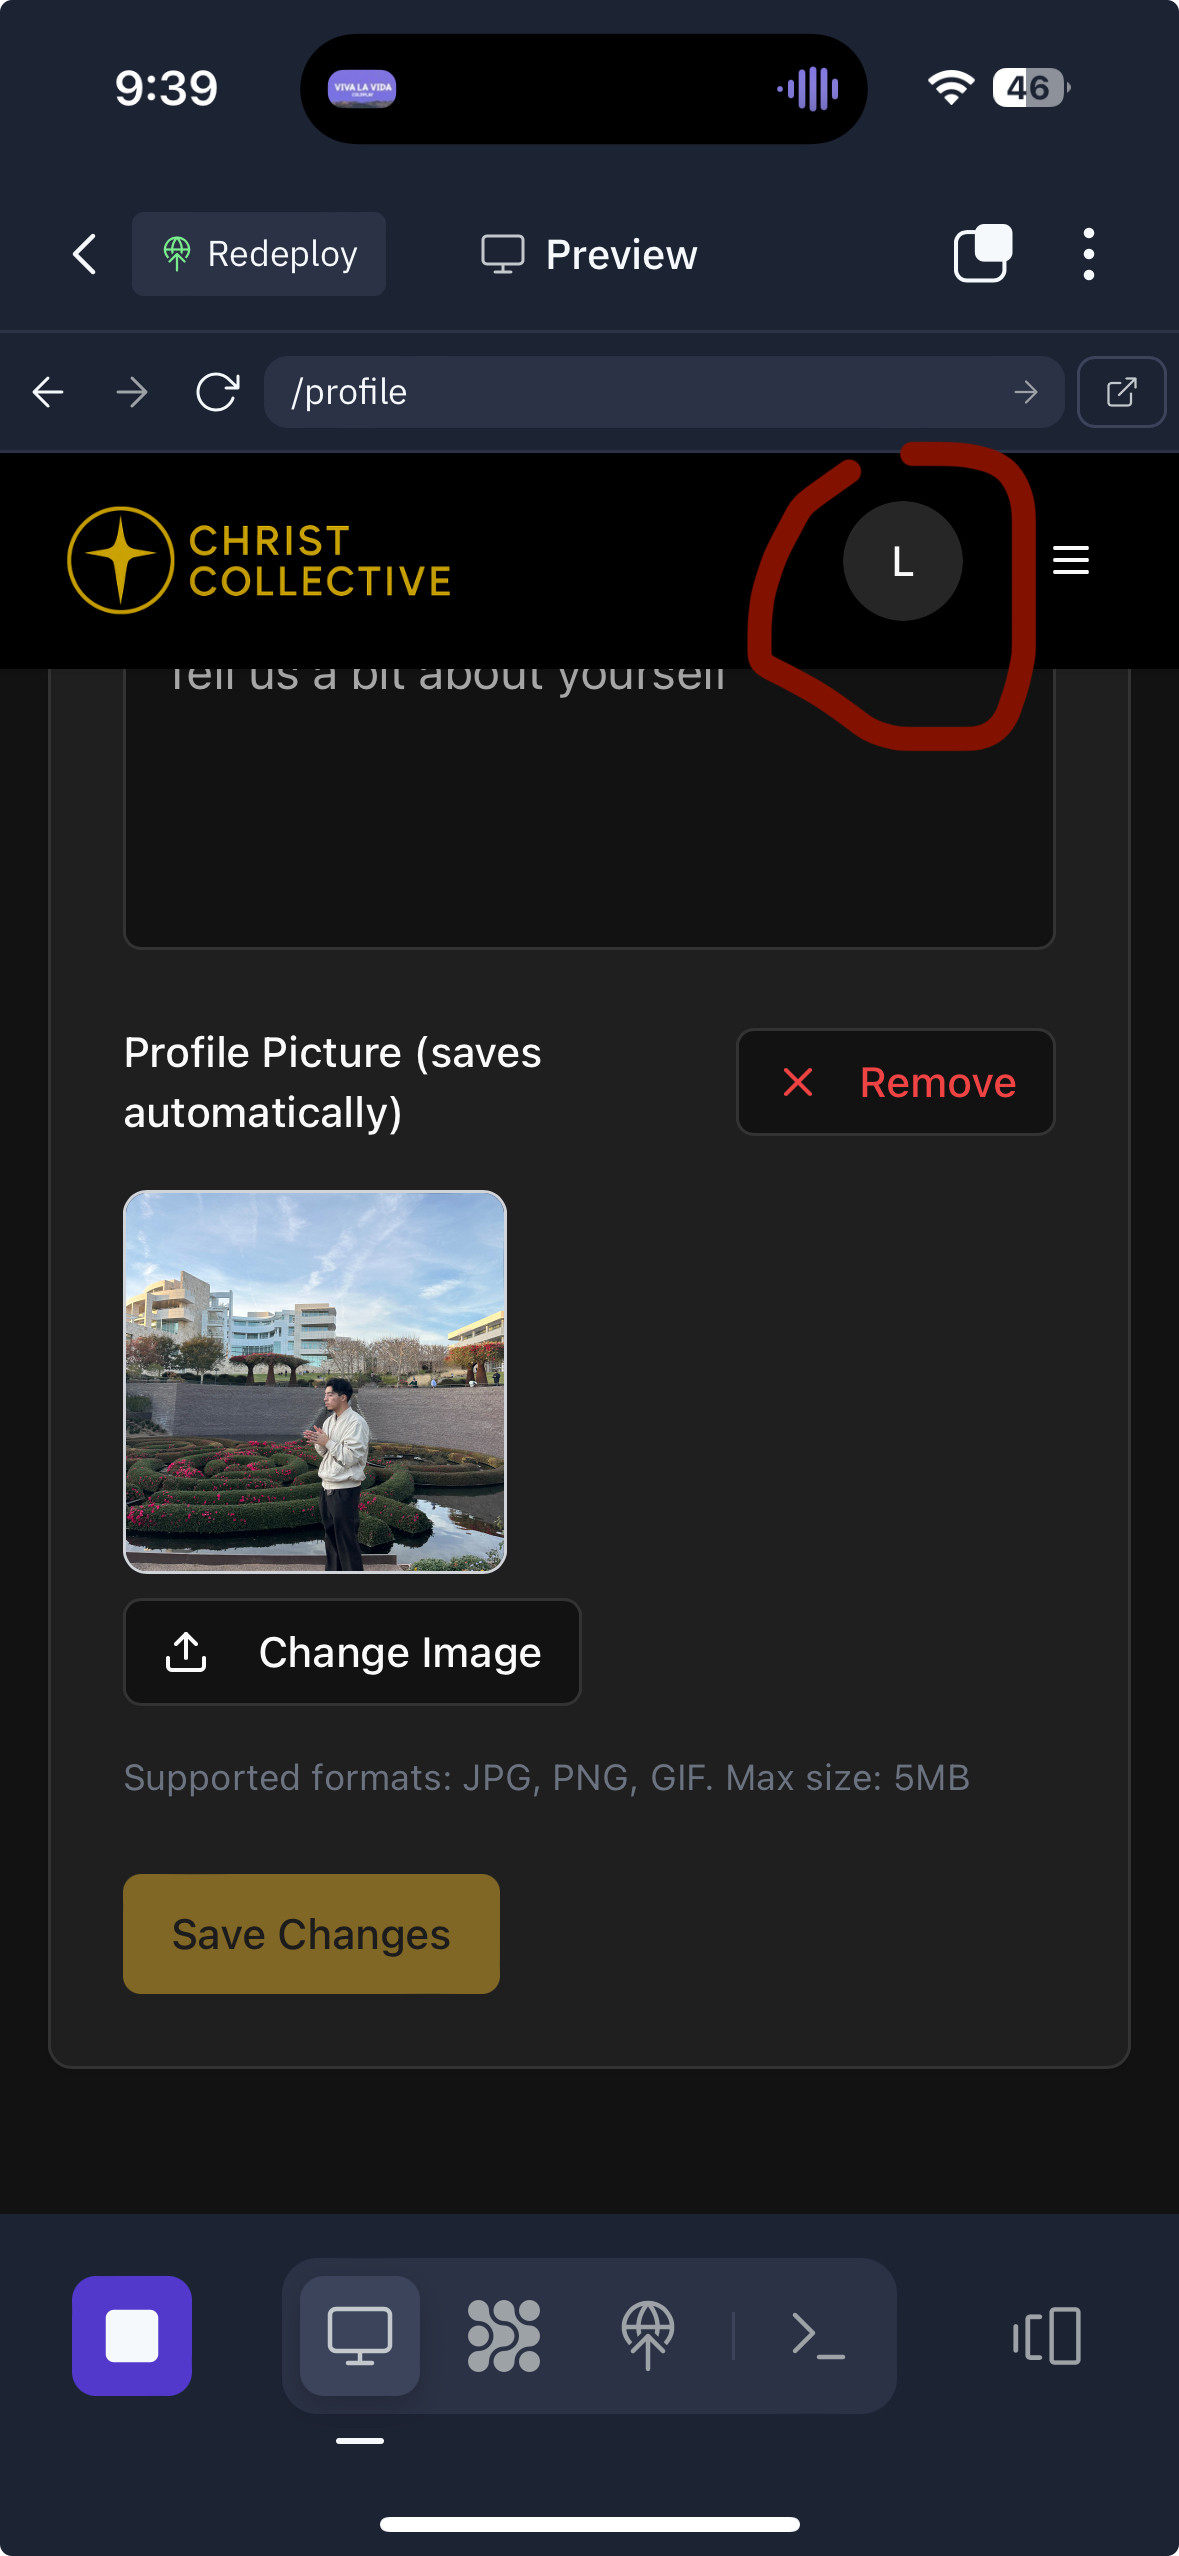 9:39
VIVA LA VIDA
COLDPLAY
46
Redeploy
Preview
/profile
CHRIST
COLLECTIVE
L
Tell us a bit about yourself
Profile Picture (saves
automatically)
Remove
Change Image
Supported formats: JPG, PNG, GIF. Max size: 5MB
Save Changes